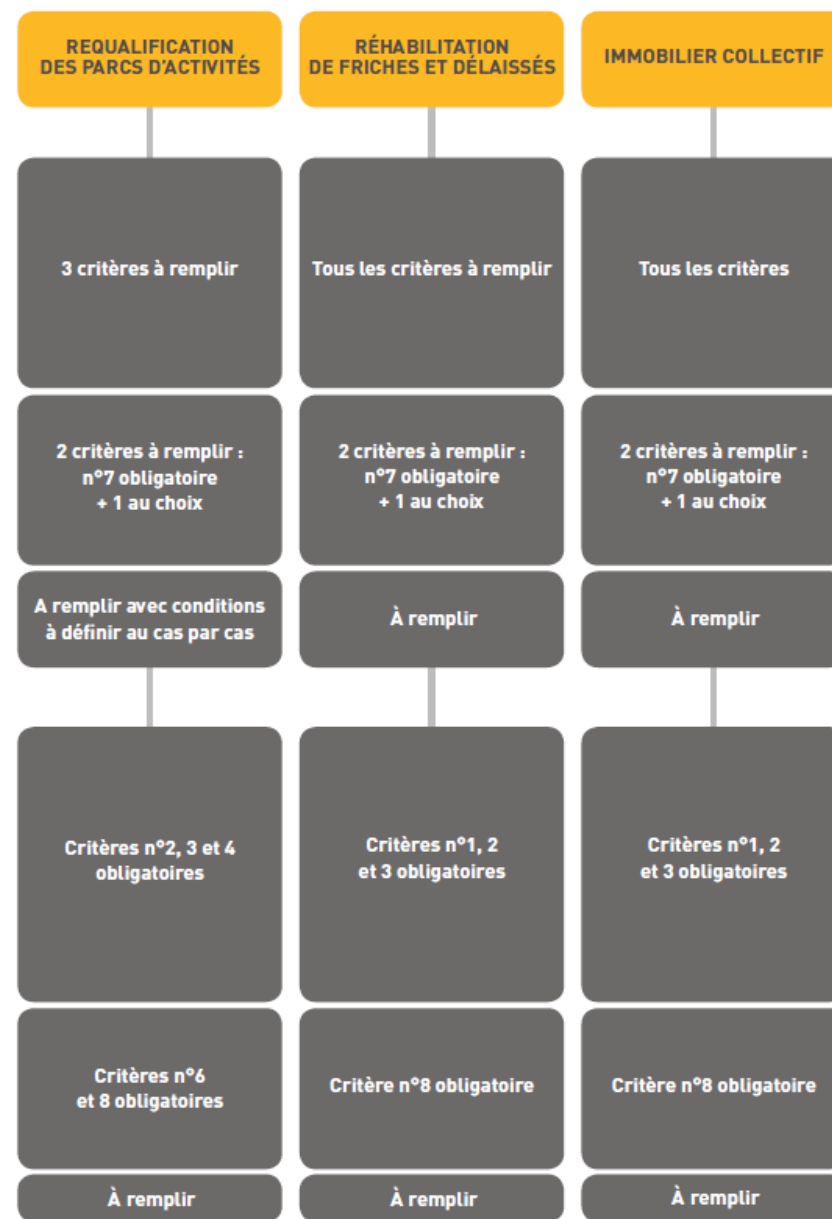 REQUALIFICATION
DES PARCS D'ACTIVITÉS
RÉHABILITATION
DE FRICHES ET DÉLAISSÉS
IMMOBILIER COLLECTIF
3 critères à remplir
Tous les critères à remplir
Tous les critères
2 critères à remplir :
n°7 obligatoire
+ 1 au choix
2 critères à remplir :
n°7 obligatoire
+ 1 au choix
2 critères à remplir :
n°7 obligatoire
+ 1 au choix
A remplir avec conditions
à définir au cas par cas
À remplir
À remplir
Critères n°2, 3 et 4
obligatoires
Critères n°1, 2
et 3 obligatoires
Critères n°1, 2
et 3 obligatoires
Critères n°6
et 8 obligatoires
Critère n°8 obligatoire
Critère n°8 obligatoire
À remplir
À remplir
À remplir